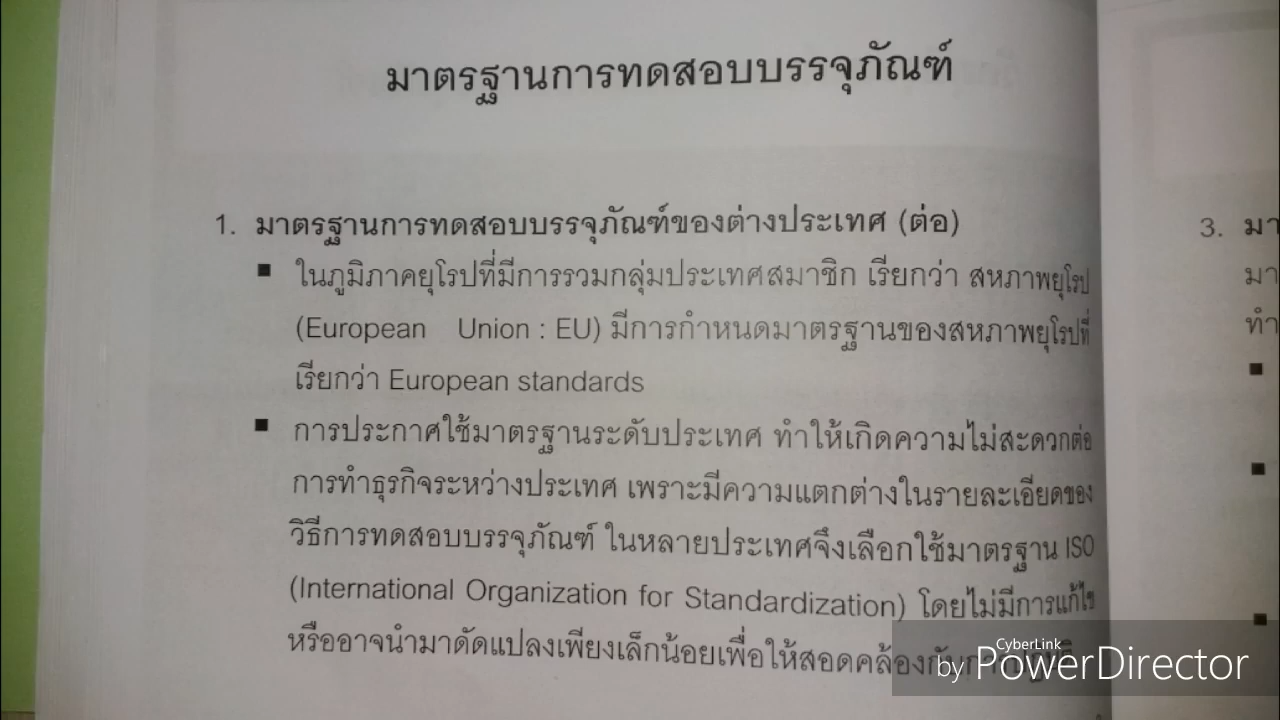 มาตรฐานการทดสอบบรรจุภัณฑ์
1. มาตรฐานการทดสอบบรรจุภัณฑ์ของต่างประเทศ (ต่อ)
▪ ในภูมิภาคยุโรปที่มีการรวมกลุ่มประเทศสมาชิก เรียกว่า สหภาพยุโรป
(European Union : EU) มีการกำหนดมาตรฐานของสหภาพยุโรปที่
เรียกว่า European standards
▪ การประกาศใช้มาตรฐานระดับประเทศ ทำให้เกิดความไม่สะดวกต่อ
การทำธุรกิจระหว่างประเทศ เพราะมีความแตกต่างในรายละเอียดของ
วิธีการทดสอบบรรจุภัณฑ์ ในหลายประเทศจึงเลือกใช้มาตรฐาน ISO
(International Organization for Standardization) โดยไม่มีการแก้ไข
หรืออาจนำมาดัดแปลงเพียงเล็กน้อยเพื่อให้สอดคล้องกับ
3. มา
มา
ทำ
CyberLink
by PowerDirector